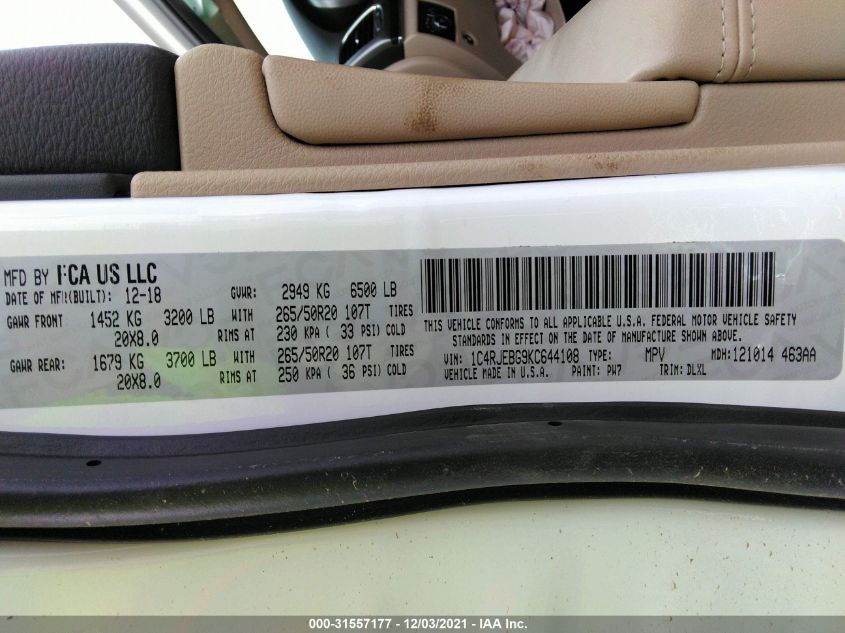 MFD BY FCA US LLC
DATE OF MFR(BUILT): 12-18 GVWR: 2949 KG 6500 LB
GAWR FRONT 1452 KG 3200 LB WITH 265/50R20 107T TIRES
20X8.0 RIMS AT 230 KPA ( 33 PSI) COLD
GAWR REAR: 1679 KG 3700 LB WITH 265/50R20 107T TIRES
20X8.0 RIMS AT 250 KPA ( 36 PSI) COLD
THIS VEHICLE CONFORMS TO ALL APPLICABLE U.S.A. FEDERAL MOTOR VEHICLE SAFETY
STANDARDS IN EFFECT ON THE DATE OF MANUFACTURE SHOWN ABOVE.
VIN: 1C4RJEBG9KC644108 TYPE: MPV MDH: 121014 463AA
VEHICLE MADE IN U.S.A. PAINT: PW7 TRIM: DLXL
000-31557177 - 12/03/2021 - IAA Inc.